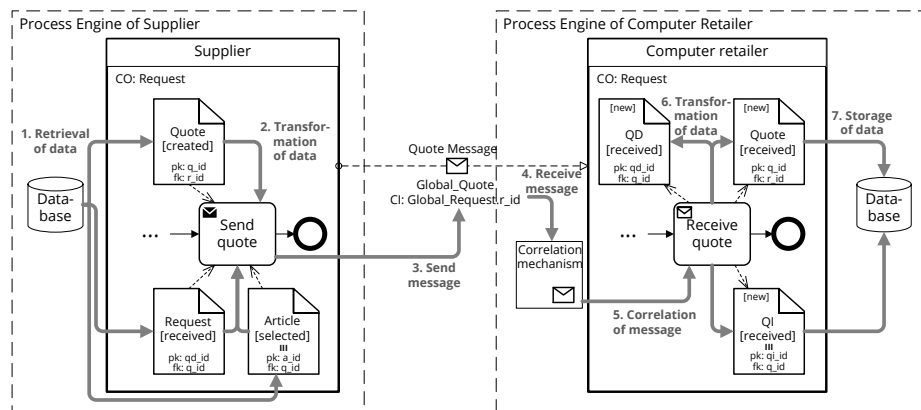 Process Engine of Supplier
Supplier
CO: Request
1. Retrieval
of data
Quote
[created]
pk: q_id
fk: r_id
2. Transfor-
mation
of data
Data-
base
...
Send
quote
Request
[received]
pk: qd_id
fk: q_id
Article
[selected]
III
pk: a_id
fk: q_id
Quote Message
Global_Quote
CI: Global_Request.r_id
3. Send
message
Process Engine of Computer Retailer
Computer retailer
CO: Request
4. Receive
message
Correlation
mechanism
5. Correlation
of message
[new]
QD
[received]
pk: qd_id
fk: q_id
6. Transfor-
mation
of data
[new]
Quote
[received]
pk: q_id
fk: r_id
7. Storage
of data
...
Receive
quote
Data-
base
[new]
QI
[received]
III
pk: qi_id
fk: q_id